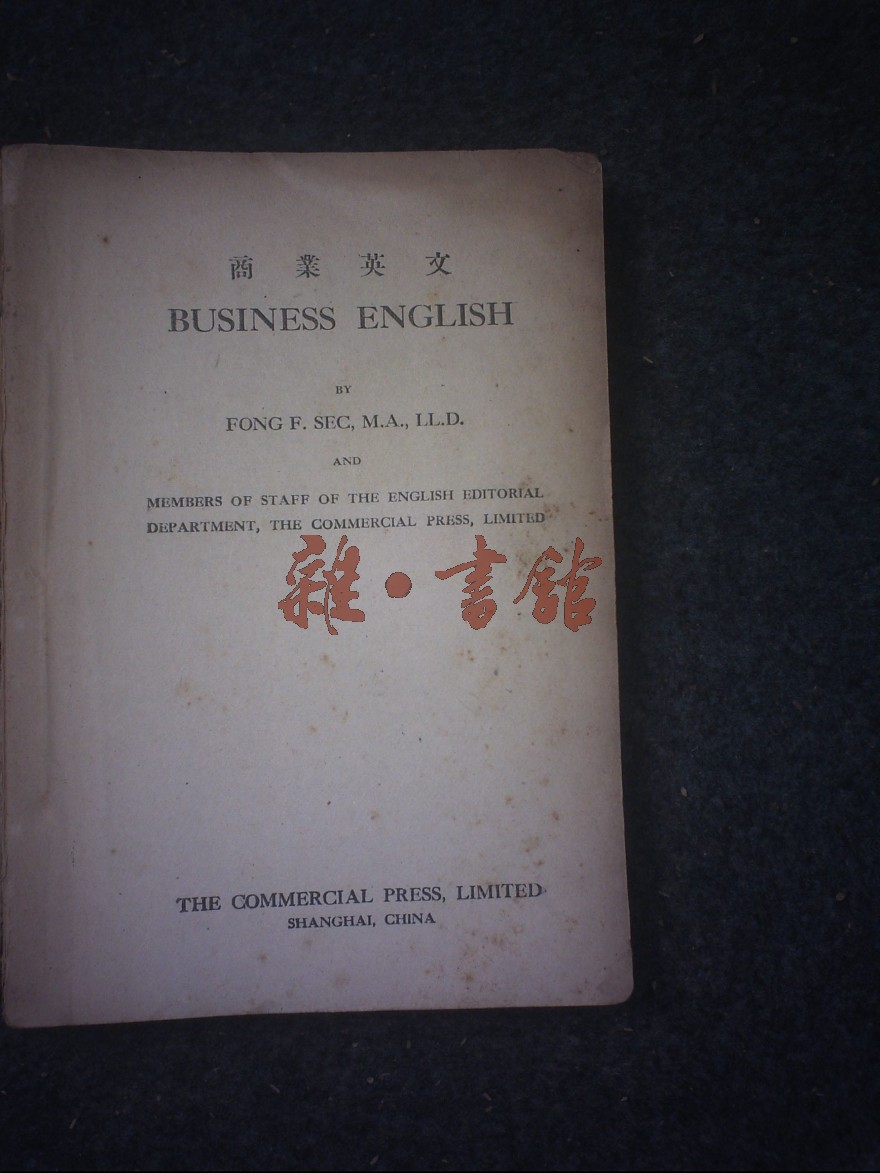 商業英文
BUSINESS ENGLISH
BY
FONG F. SEC, M.A., LL.D.
AND
MEMBERS OF STAFF OF THE ENGLISH EDITORIAL
DEPARTMENT, THE COMMERCIAL PRESS, LIMITED
雜·書館
THE COMMERCIAL PRESS, LIMITED
SHANGHAI, CHINA